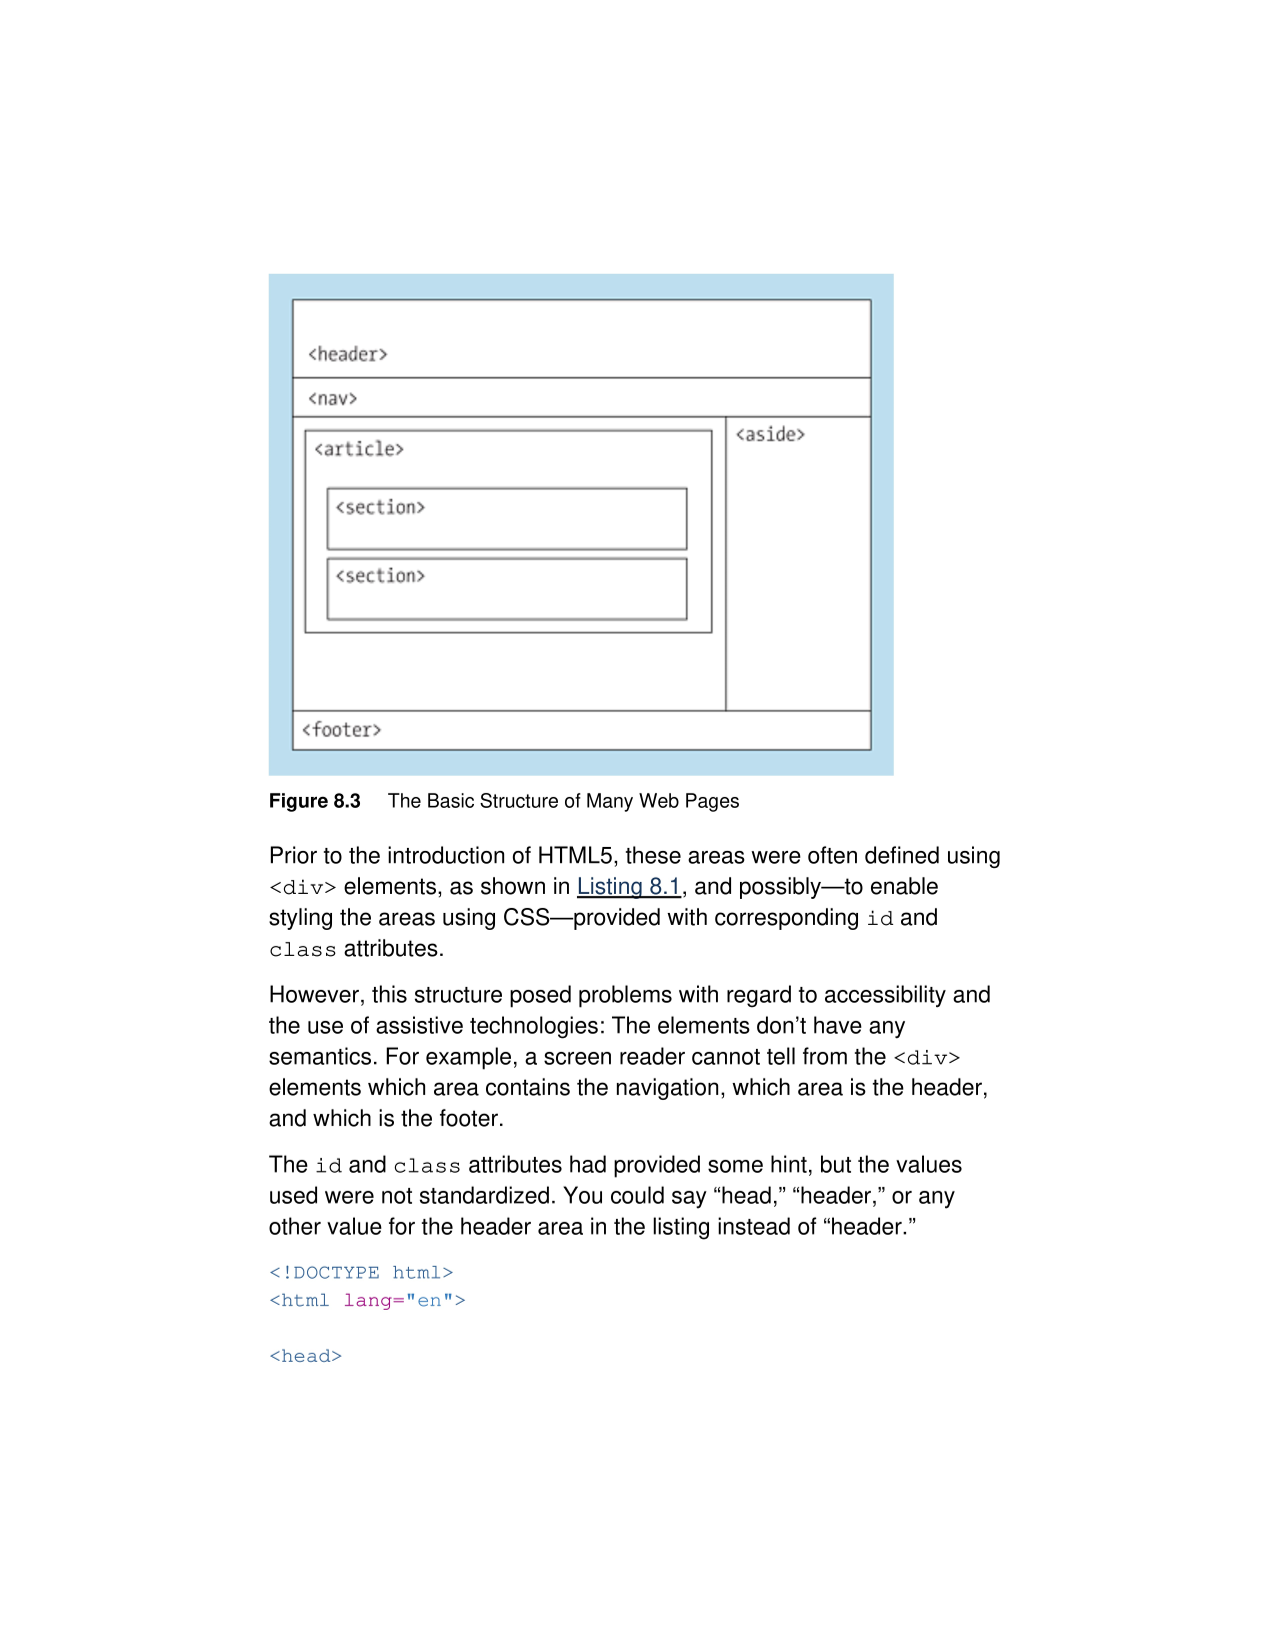 <header>
<nav>
<article>
<aside>
<section>
<section>
<footer>
Figure 8.3 The Basic Structure of Many Web Pages
Prior to the introduction of HTML5, these areas were often defined using
<div> elements, as shown in Listing 8.1, and possibly—to enable
styling the areas using CSS—provided with corresponding id and
class attributes.
However, this structure posed problems with regard to accessibility and
the use of assistive technologies: The elements don’t have any
semantics. For example, a screen reader cannot tell from the <div>
elements which area contains the navigation, which area is the header,
and which is the footer.
The id and class attributes had provided some hint, but the values
used were not standardized. You could say “head,” “header,” or any
other value for the header area in the listing instead of “header.”
<!DOCTYPE html>
<html lang="en">
<head>